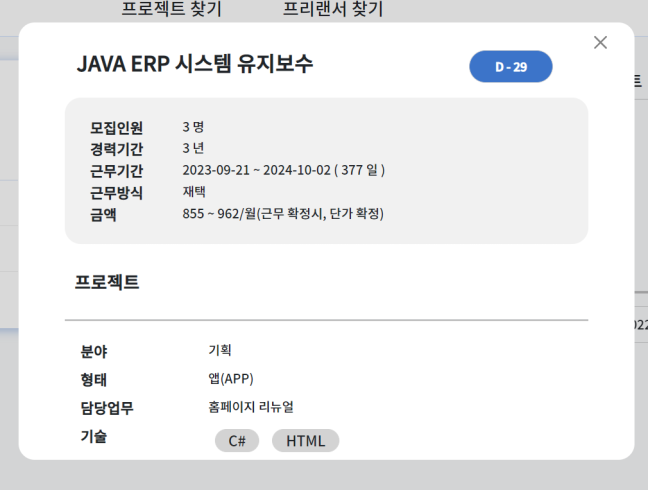 프로젝트 찾기 프리랜서 찾기
JAVA ERP 시스템 유지보수 D - 29
모집인원 3 명
경력기간 3 년
근무기간 2023-09-21 ~ 2024-10-02 ( 377 일 )
근무방식 재택
금액 855 ~ 962/월(근무 확정시, 단가 확정)
프로젝트
분야 기획
형태 앱(APP)
담당업무 홈페이지 리뉴얼
기술 C# HTML